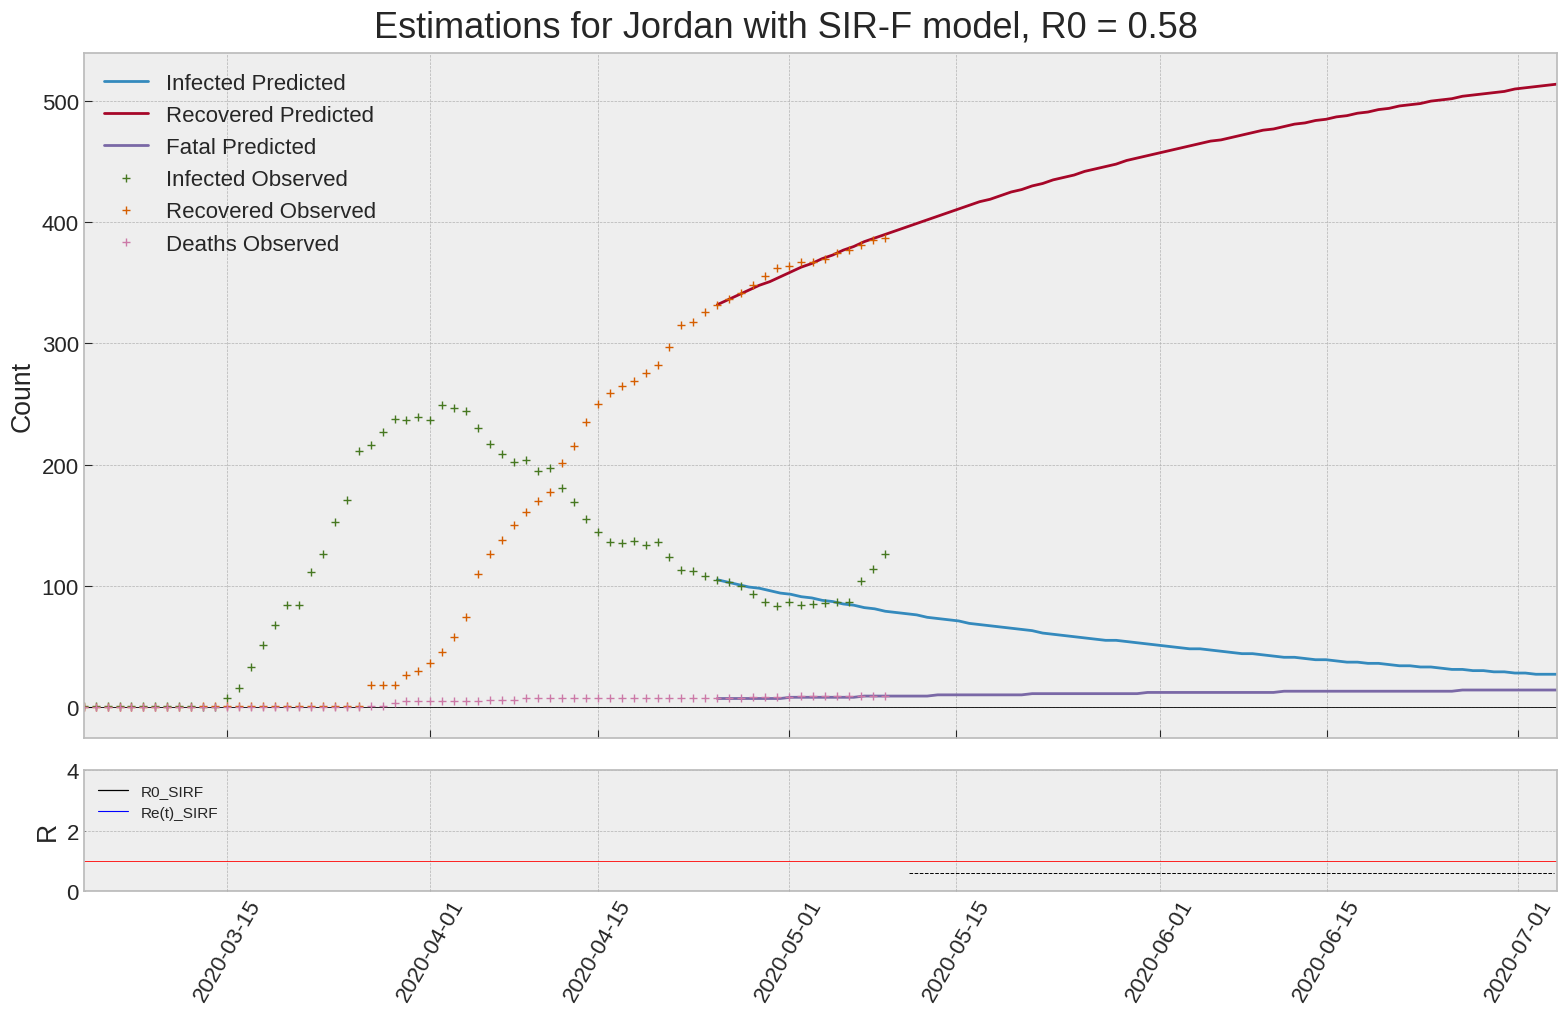 Estimations for Jordan with SIR-F model, R0 = 0.58
Infected Predicted
Recovered Predicted
Fatal Predicted
Infected Observed
Recovered Observed
Deaths Observed
500
400
300
200
100
0
Count
4
2
0
R
R0_SIRF
Re(t)_SIRF
2020-03-15
2020-04-01
2020-04-15
2020-05-01
2020-05-15
2020-06-01
2020-06-15
2020-07-01